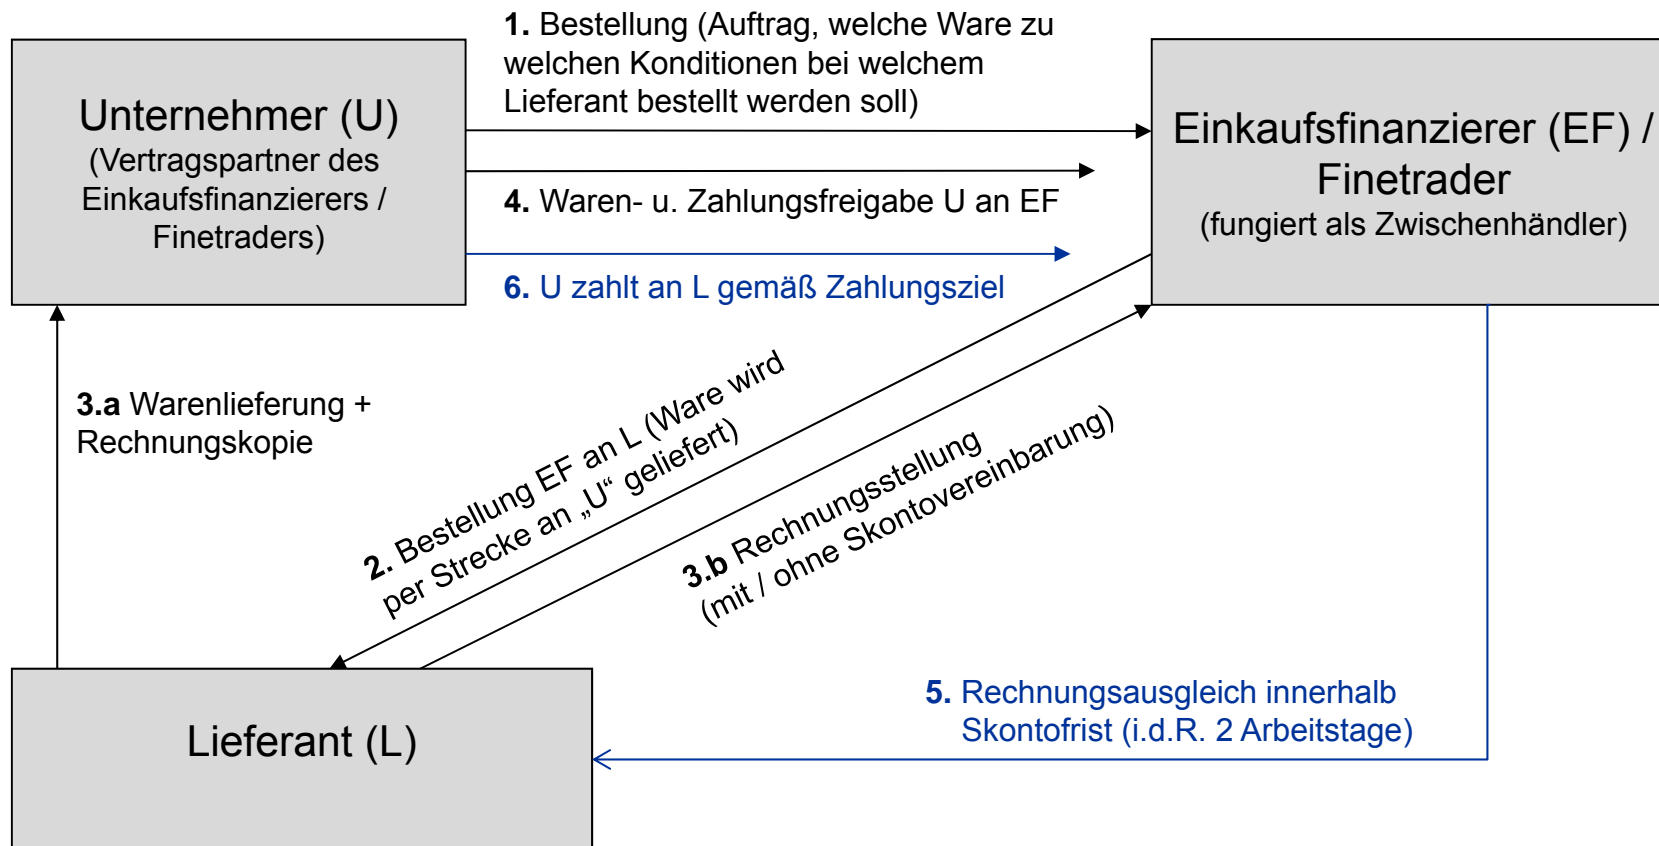 1. Bestellung (Auftrag, welche Ware zu
welchen Konditionen bei welchem
Lieferant bestellt werden soll)
Unternehmer (U)
(Vertragspartner des
Einkaufsfinanzierers /
Finetraders)
Einkaufsfinanzierer (EF) /
Finetrader
(fungiert als Zwischenhändler)
4. Waren- u. Zahlungsfreigabe U an EF
6. U zahlt an L gemäß Zahlungsziel
3.a Warenlieferung +
Rechnungskopie
2. Bestellung EF an L (Ware wird
per Strecke an „U“ geliefert)
3.b Rechnungsstellung
(mit / ohne Skontovereinbarung)
5. Rechnungsausgleich innerhalb
Skontofrist (i.d.R. 2 Arbeitstage)
Lieferant (L)